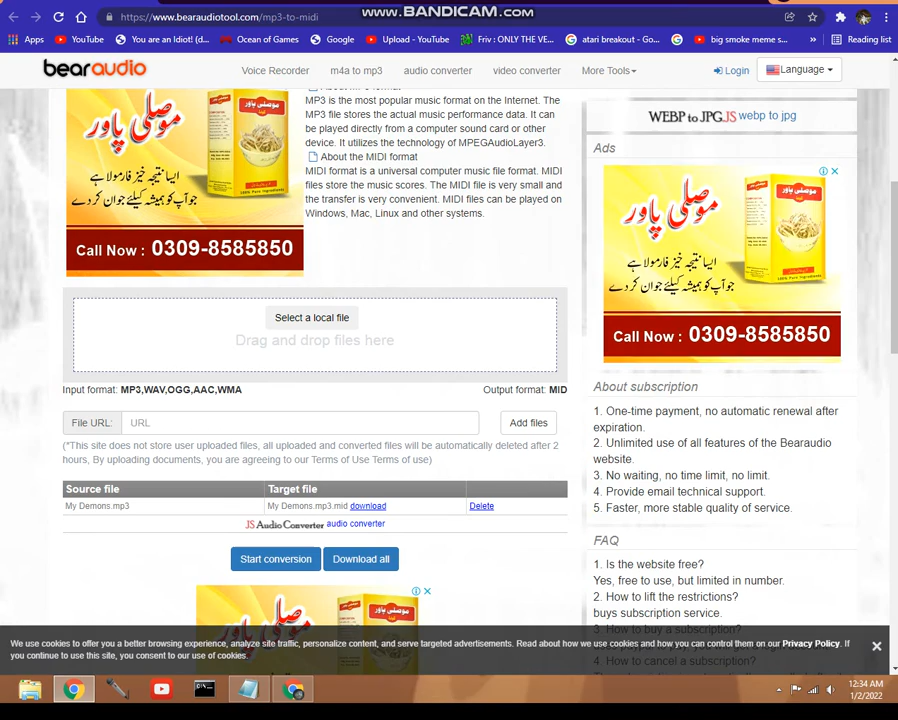 WWW.BANDICAM.COM
https://www.bearaudiotool.com/mp3-to-midi
Apps
YouTube
You are an Idiot! (d...
Ocean of Games
Google
Upload - YouTube
Friv : ONLY THE VE...
atari breakout - Go...
big smoke meme s...
»
Reading list
bearaudio
Voice Recorder
m4a to mp3
audio converter
video converter
More Tools
Login
Language
موصلی پاور
ایسا نتیجہ خیز فارمولا ہے
جو آپ کو ہمیشہ کیلئے جوان کر دے
Call Now : 0309-8585850
MP3 is the most popular music format on the Internet. The
MP3 file stores the actual music performance data. It can
be played directly from a computer sound card or other
device. It utilizes the technology of MPEGAudioLayer3.
About the MIDI format
MIDI format is a universal computer music file format. MIDI
files store the music scores. The MIDI file is very small and
the transfer is very convenient. MIDI files can be played on
Windows, Mac, Linux and other systems.
WEBP to JPG.JS webp to jpg
Ads
موصلی پاور
ایسا نتیجہ خیز فارمولا ہے
جو آپ کو ہمیشہ کیلئے جوان کر دے
Call Now : 0309-8585850
Select a local file
Drag and drop files here
Input format: MP3,WAV,OGG,AAC,WMA
Output format: MID
File URL:
URL
Add files
(*This site does not store user uploaded files, all uploaded and converted files will be automatically deleted after 2
hours, By uploading documents, you are agreeing to our Terms of Use Terms of use)
Source file
Target file
My Demons.mp3
My Demons.mp3.mid download
Delete
JS Audio Converter audio converter
Start conversion
Download all
About subscription
1. One-time payment, no automatic renewal after
expiration.
2. Unlimited use of all features of the Bearaudio
website.
3. No waiting, no time limit, no limit.
4. Provide email technical support.
5. Faster, more stable quality of service.
FAQ
1. Is the website free?
Yes, free to use, but limited in number.
2. How to lift the restrictions?
buys subscription service.
3. How to buy a subscription?
4. How to cancel a subscription?
We use cookies to offer you a better browsing experience, analyze site traffic, personalize content, and serve targeted advertisements. Read about how we use cookies and how you can control them on our Privacy Policy. If
you continue to use this site, you consent to our use of cookies.
12:34 AM
1/2/2022